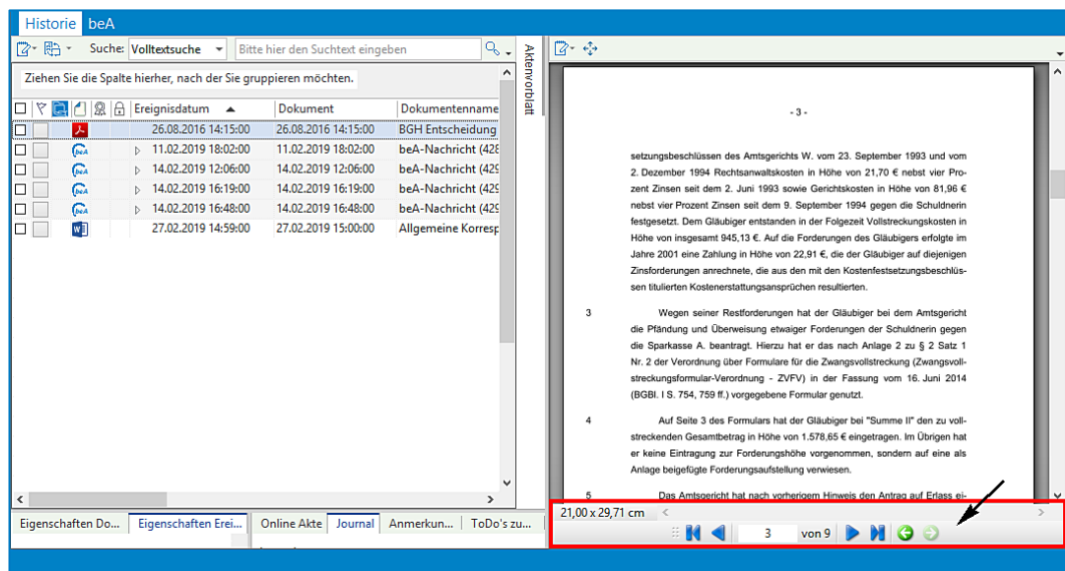 Historie beA
Suche: Volltextsuche Bitte hier den Suchtext eingeben
Ziehen Sie die Spalte hierher, nach der Sie gruppieren möchten.
Ereignisdatum Dokument Dokumentenname
26.08.2016 14:15:00 26.08.2016 14:15:00 BGH Entscheidung
beA 11.02.2019 18:02:00 11.02.2019 18:02:00 beA-Nachricht (428
beA 14.02.2019 12:06:00 14.02.2019 12:06:00 beA-Nachricht (429
beA 14.02.2019 16:19:00 14.02.2019 16:19:00 beA-Nachricht (429
beA 14.02.2019 16:48:00 14.02.2019 16:48:00 beA-Nachricht (429
W 27.02.2019 14:59:00 27.02.2019 15:00:00 Allgemeine Korresp
Eigenschaften Do... Eigenschaften Erei... Online Akte Journal Anmerkun... ToDo's zu...
Aktenvorblatt
- 3 -
setzungsbeschlüssen des Amtsgerichts W. vom 23. September 1993 und vom
2. Dezember 1994 Rechtsanwaltskosten in Höhe von 21,70 € nebst vier Pro-
zent Zinsen seit dem 2. Juni 1993 sowie Gerichtskosten in Höhe von 81,96 €
nebst vier Prozent Zinsen seit dem 9. September 1994 gegen die Schuldnerin
festgesetzt. Dem Gläubiger entstanden in der Folgezeit Vollstreckungskosten in
Höhe von insgesamt 945,13 €. Auf die Forderungen des Gläubigers erfolgte im
Jahre 2001 eine Zahlung in Höhe von 22,91 €, die der Gläubiger auf diejenigen
Zinsforderungen anrechnete, die aus den mit den Kostenfestsetzungsbeschlüs-
sen titulierten Kostenerstattungsansprüchen resultierten.
3 Wegen seiner Restforderungen hat der Gläubiger bei dem Amtsgericht
die Pfändung und Überweisung etwaiger Forderungen der Schuldnerin gegen
die Sparkasse A. beantragt. Hierzu hat er das nach Anlage 2 zu § 2 Satz 1
Nr. 2 der Verordnung über Formulare für die Zwangsvollstreckung (Zwangsvoll-
streckungsformular-Verordnung - ZVFV) in der Fassung vom 16. Juni 2014
(BGBl. I S. 754, 759 ff.) vorgegebene Formular genutzt.
4 Auf Seite 3 des Formulars hat der Gläubiger bei "Summe II" den zu voll-
streckenden Gesamtbetrag in Höhe von 1.578,65 € eingetragen. Im Übrigen hat
er keine Eintragung zur Forderungshöhe vorgenommen, sondern auf eine als
Anlage beigefügte Forderungsaufstellung verwiesen.
5 Das Amtsgericht hat nach vorherigem Hinweis den Antrag auf Erlass ei-
21,00 x 29,71 cm
3 von 9